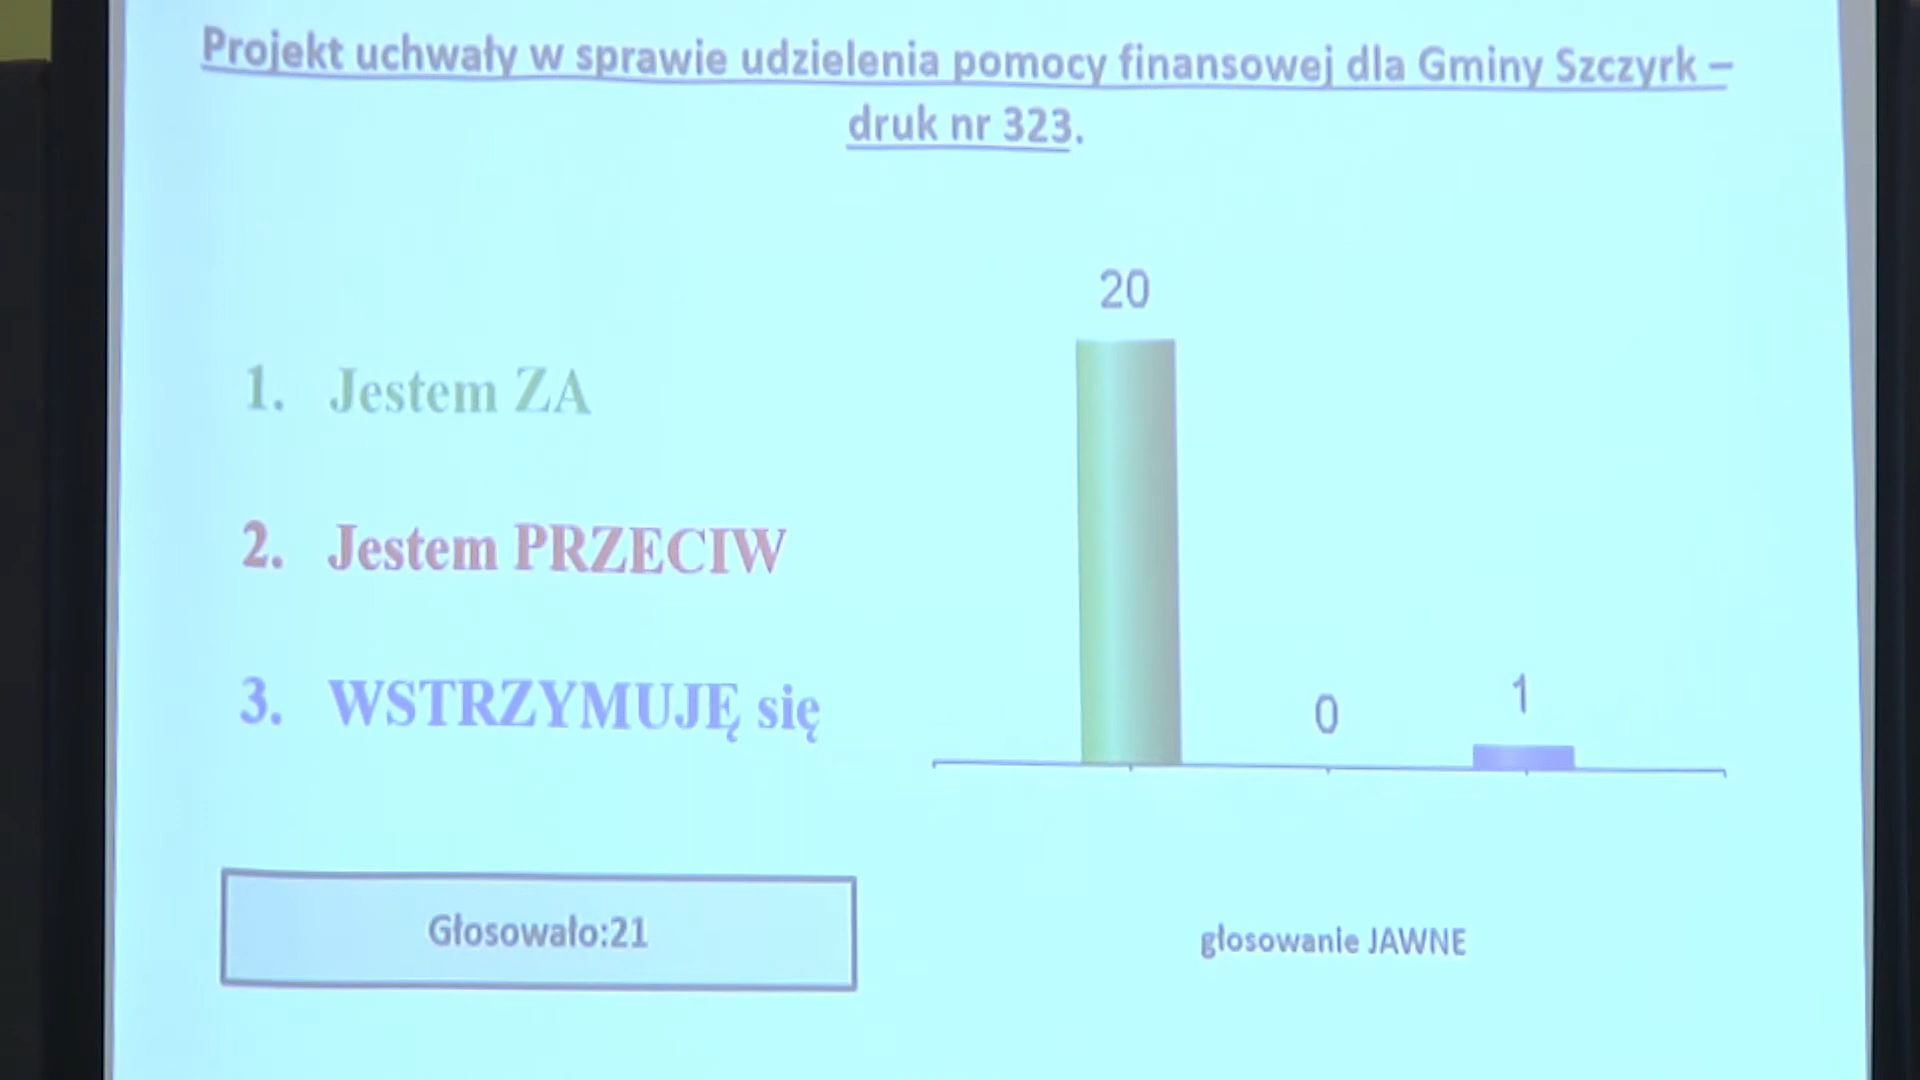 Projekt uchwały w sprawie udzielenia pomocy finansowej dla Gminy Szczyrk –
druk nr 323.
20
1. Jestem ZA
2. Jestem PRZECIW
3. WSTRZYMUJĘ się
0
1
Głosowało:21
głosowanie JAWNE